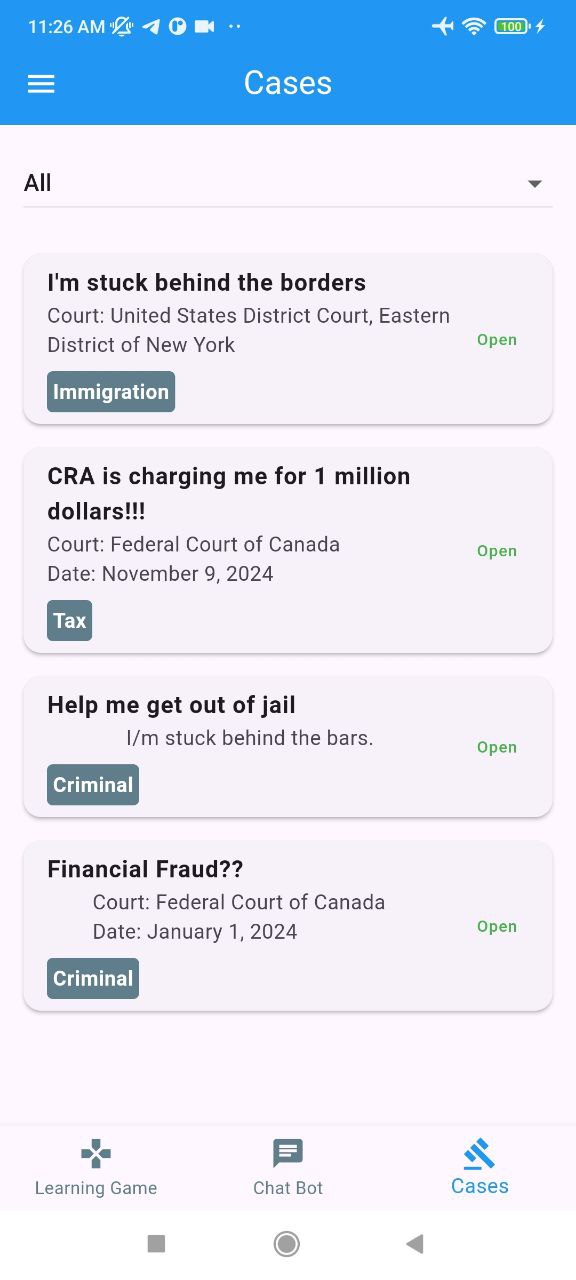 11:26 AM
100
Cases
All
I'm stuck behind the borders
Court: United States District Court, Eastern
District of New York
Open
Immigration
CRA is charging me for 1 million
dollars!!!
Court: Federal Court of Canada
Date: November 9, 2024
Open
Tax
Help me get out of jail
I/m stuck behind the bars.
Open
Criminal
Financial Fraud??
Court: Federal Court of Canada
Date: January 1, 2024
Open
Criminal
Learning Game
Chat Bot
Cases